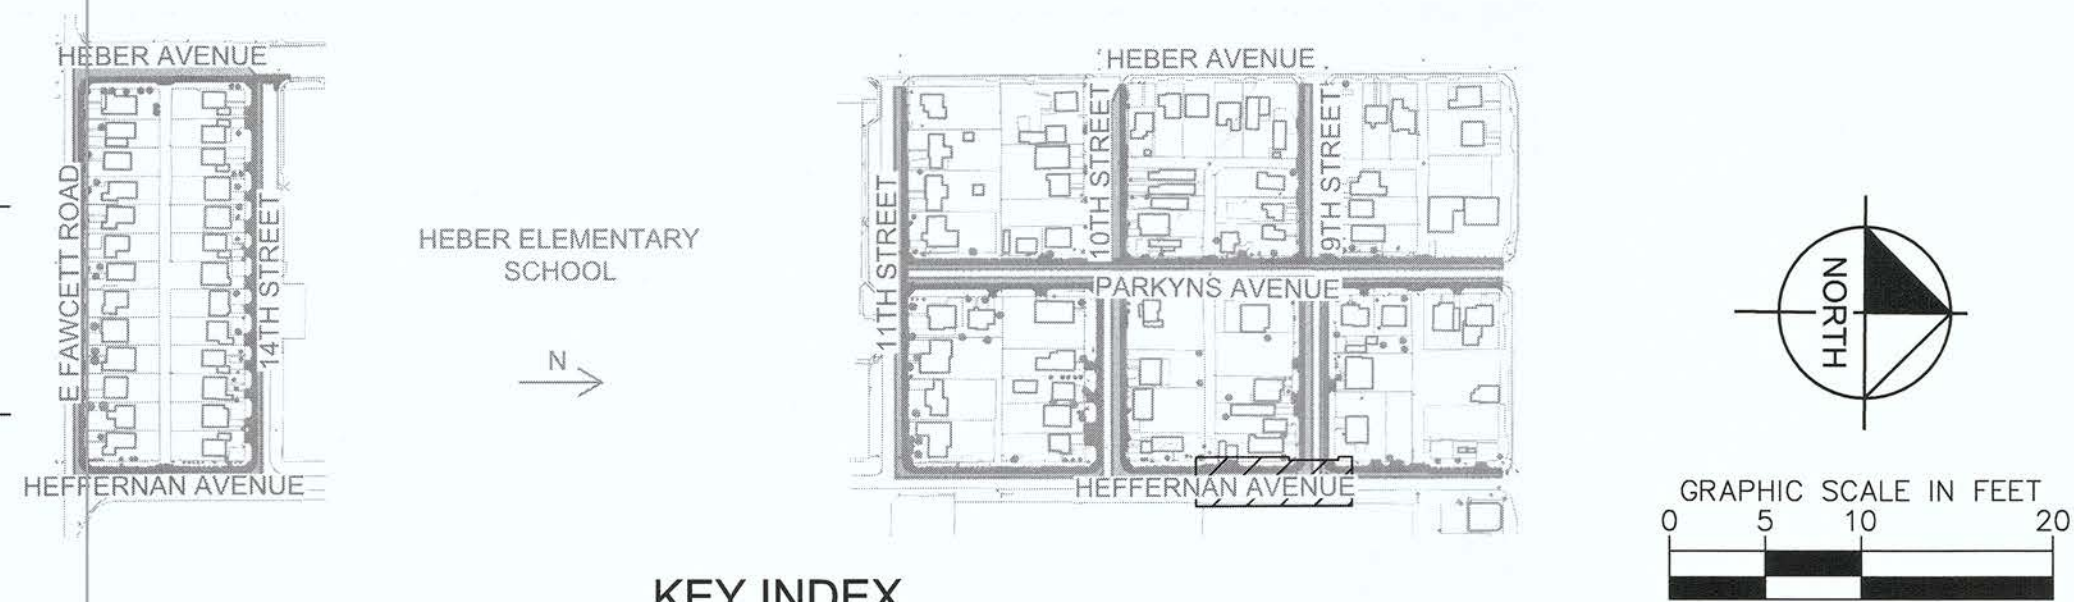 HEBER AVENUE
E FAWCETT ROAD
14TH STREET
HEFFERNAN AVENUE
HEBER ELEMENTARY
SCHOOL
N
HEBER AVENUE
11TH STREET
10TH STREET
9TH STREET
PARKYNS AVENUE
HEFFERNAN AVENUE
NORTH
GRAPHIC SCALE IN FEET
0 5 10 20
KEY INDEX